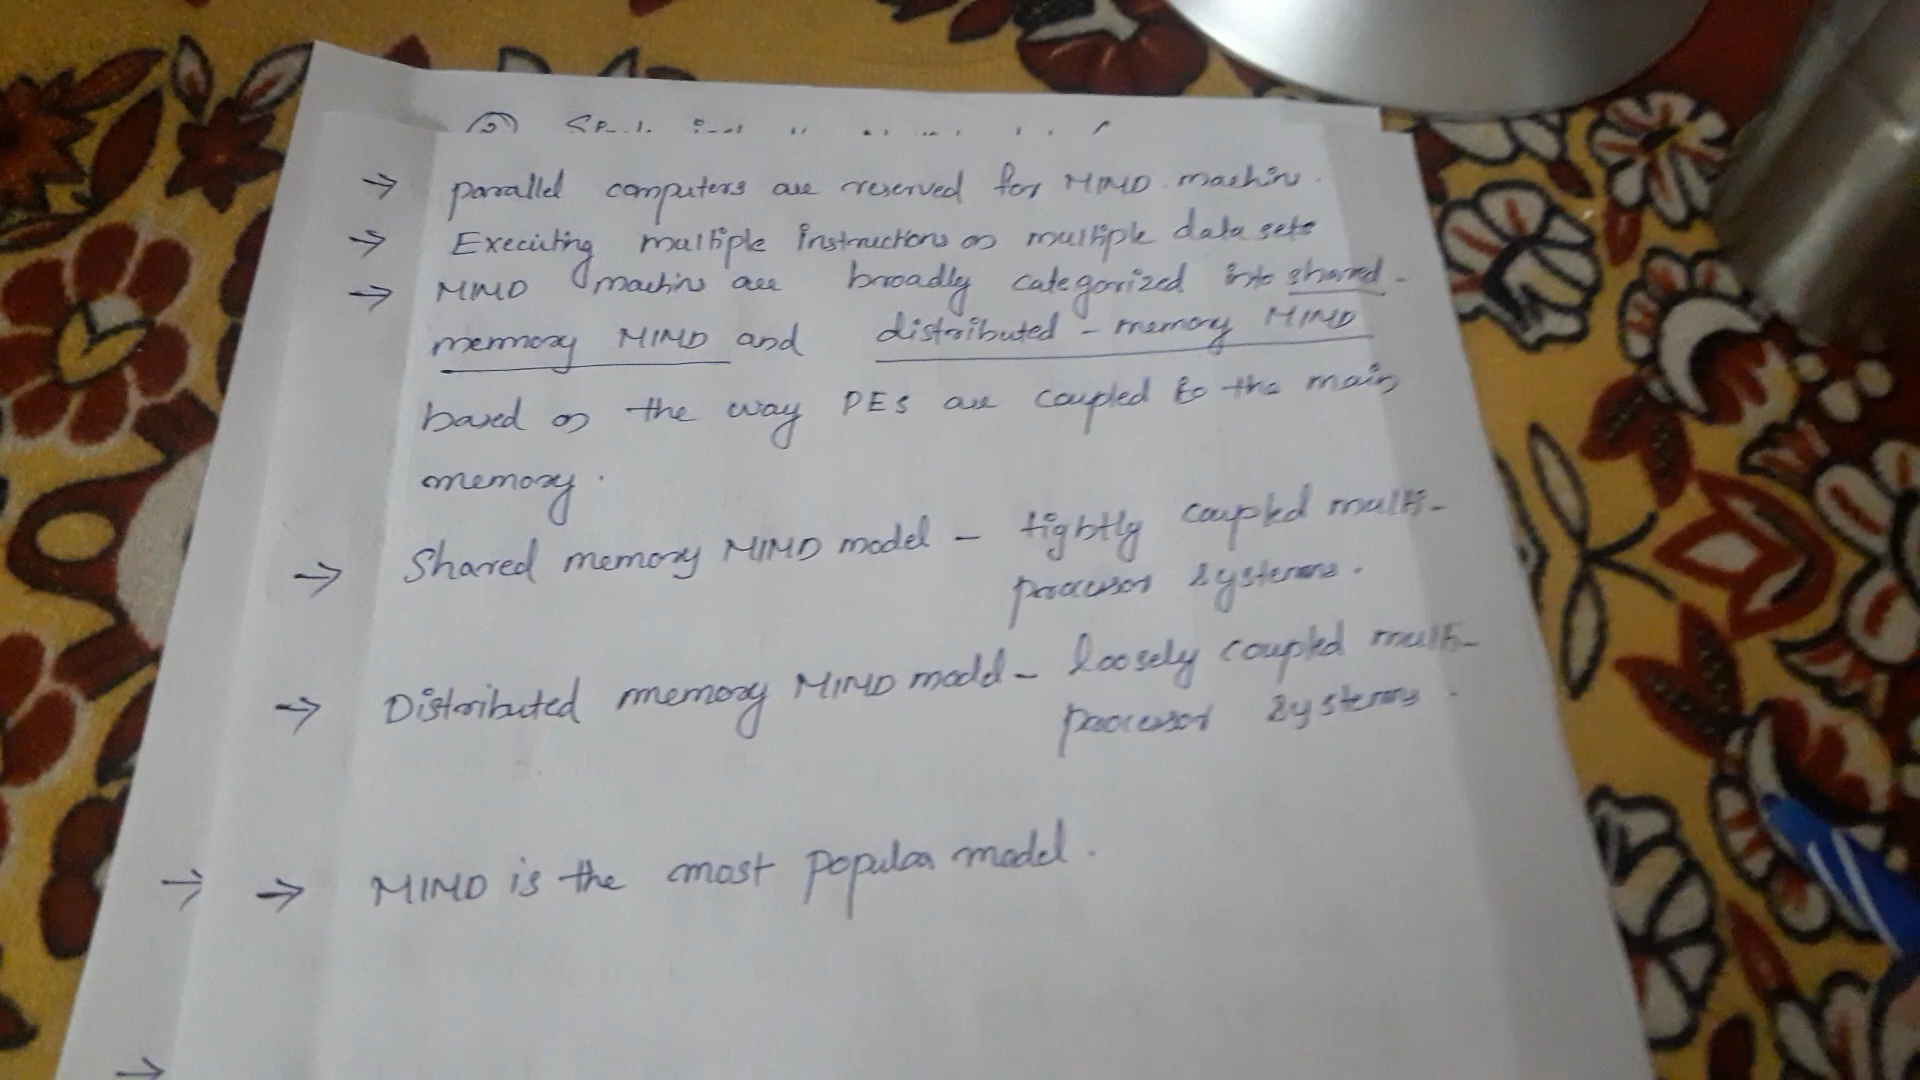 → parallel computers are reserved for MIMD machine.
→ Executing multiple instructions on multiple data sets
→ MIMD machine are broadly categorized into shared -
memory MIMD and distributed - memory MIMD
based on the way PEs are coupled to the main
memory.
→ Shared memory MIMD model - tightly coupled multi-
processor systems.
→ Distributed memory MIMD model - loosely coupled multi-
processor systems.
→ → MIMD is the most popular model.
→